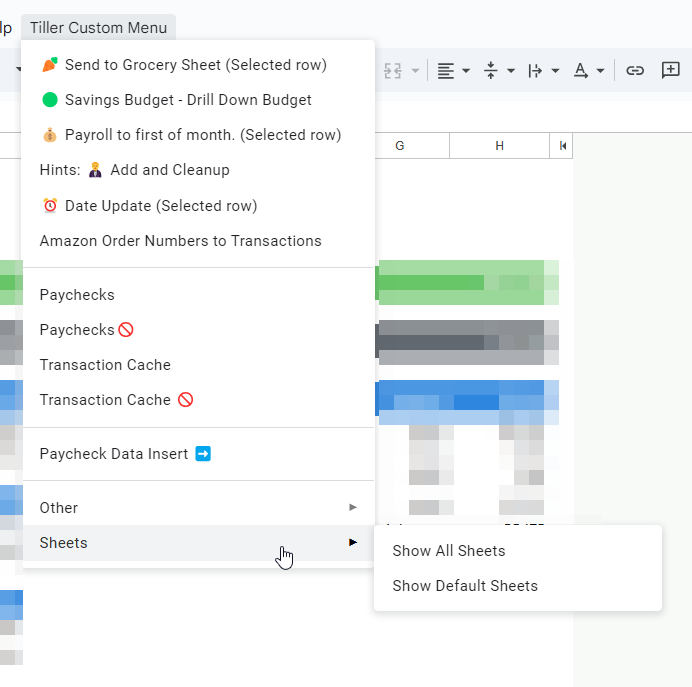 lp Tiller Custom Menu
Send to Grocery Sheet (Selected row)
Savings Budget - Drill Down Budget
Payroll to first of month. (Selected row)
G H
Hints: Add and Cleanup
Date Update (Selected row)
Amazon Order Numbers to Transactions
Paychecks
Paychecks
Transaction Cache
Transaction Cache
Paycheck Data Insert
Other
Sheets
Show All Sheets
Show Default Sheets